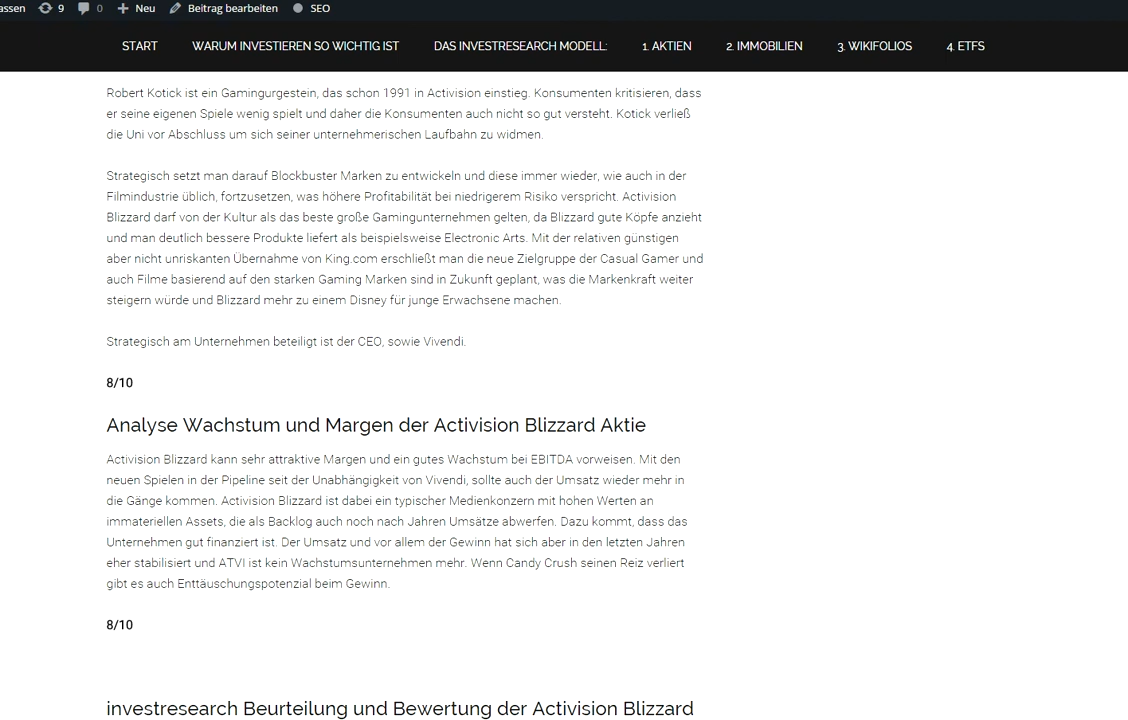 assen 9 0 Neu Beitrag bearbeiten SEO
START WARUM INVESTIEREN SO WICHTIG IST DAS INVESTRESEARCH MODELL: 1. AKTIEN 2. IMMOBILIEN 3. WIKIFOLIOS 4. ETFS
Robert Kotick ist ein Gamingurgestein, das schon 1991 in Activision einstieg. Konsumenten kritisieren, dass
er seine eigenen Spiele wenig spielt und daher die Konsumenten auch nicht so gut versteht. Kotick verließ
die Uni vor Abschluss um sich seiner unternehmerischen Laufbahn zu widmen.
Strategisch setzt man darauf Blockbuster Marken zu entwickeln und diese immer wieder, wie auch in der
Filmindustrie üblich, fortzusetzen, was höhere Profitabilität bei niedrigerem Risiko verspricht. Activision
Blizzard darf von der Kultur als das beste große Gamingunternehmen gelten, da Blizzard gute Köpfe anzieht
und man deutlich bessere Produkte liefert als beispielsweise Electronic Arts. Mit der relativen günstigen
aber nicht unriskanten Übernahme von King.com erschließt man die neue Zielgruppe der Casual Gamer und
auch Filme basierend auf den starken Gaming Marken sind in Zukunft geplant, was die Markenkraft weiter
steigern würde und Blizzard mehr zu einem Disney für junge Erwachsene machen.
Strategisch am Unternehmen beteiligt ist der CEO, sowie Vivendi.
8/10
Analyse Wachstum und Margen der Activision Blizzard Aktie
Activision Blizzard kann sehr attraktive Margen und ein gutes Wachstum bei EBITDA vorweisen. Mit den
neuen Spielen in der Pipeline seit der Unabhängigkeit von Vivendi, sollte auch der Umsatz wieder mehr in
die Gänge kommen. Activision Blizzard ist dabei ein typischer Medienkonzern mit hohen Werten an
immateriellen Assets, die als Backlog auch noch nach Jahren Umsätze abwerfen. Dazu kommt, dass das
Unternehmen gut finanziert ist. Der Umsatz und vor allem der Gewinn hat sich aber in den letzten Jahren
eher stabilisiert und ATVI ist kein Wachstumsunternehmen mehr. Wenn Candy Crush seinen Reiz verliert
gibt es auch Enttäuschungspotenzial beim Gewinn.
8/10
investresearch Beurteilung und Bewertung der Activision Blizzard